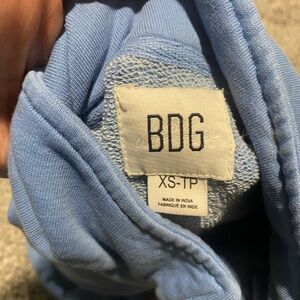 BDG
XS-TP
MADE IN INDIA
FABRIQUÉ EN INDE